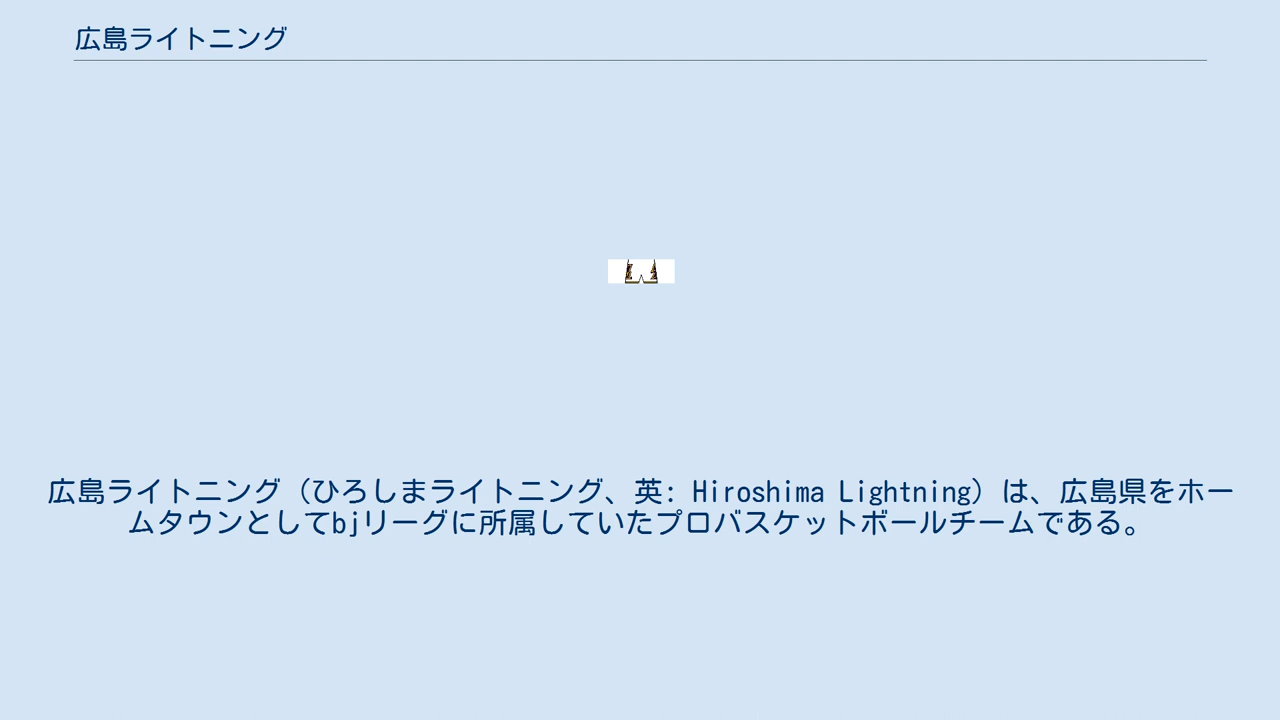 広島ライトニング
広島ライトニング（ひろしまライトニング、英: Hiroshima Lightning）は、広島県をホー
ムタウンとしてbjリーグに所属していたプロバスケットボールチームである。